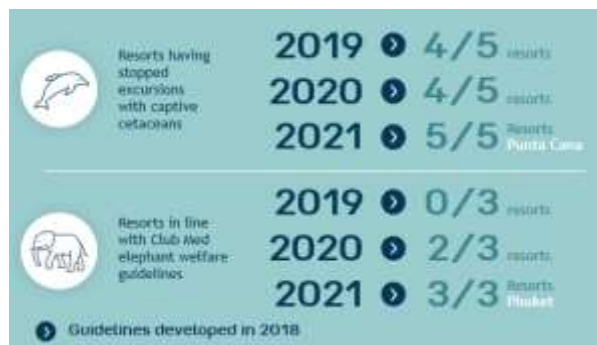 Resorts having
stopped
excursions
with captive
cetaceans
2019 4/5 resorts
2020 4/5 resorts
2021 5/5 Resorts
Punta Cana
Resorts in line
with Club Med
elephant welfare
guidelines
2019 0/3 resorts
2020 2/3 resorts
2021 3/3 Resorts
Phuket
Guidelines developed in 2018